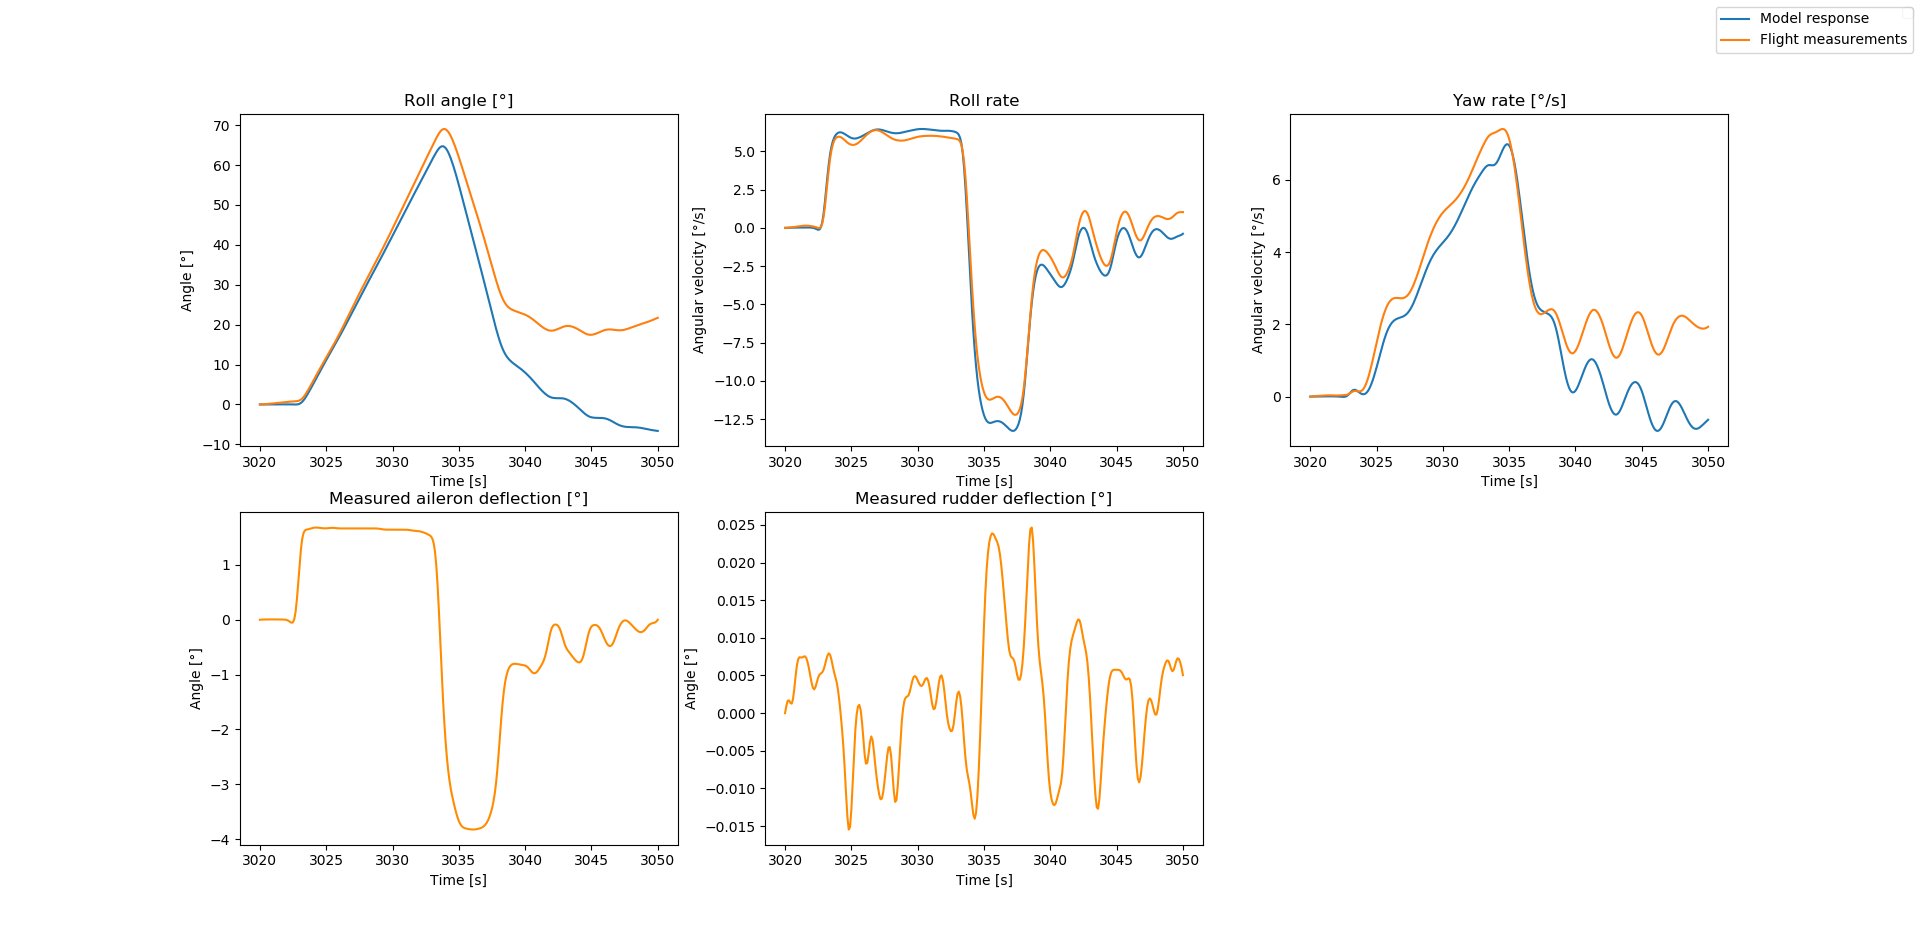 Model response
Flight measurements
Roll angle [°]
Roll rate
Yaw rate [°/s]
70
60
50
40
30
20
10
0
−10
Angle [°]
3020 3025 3030 3035 3040 3045 3050
Time [s]
5.0
2.5
0.0
−2.5
−5.0
−7.5
−10.0
−12.5
Angular velocity [°/s]
3020 3025 3030 3035 3040 3045 3050
Time [s]
6
4
2
0
Angular velocity [°/s]
3020 3025 3030 3035 3040 3045 3050
Time [s]
Measured aileron deflection [°]
Measured rudder deflection [°]
1
0
−1
−2
−3
−4
Angle [°]
3020 3025 3030 3035 3040 3045 3050
Time [s]
0.025
0.020
0.015
0.010
0.005
0.000
−0.005
−0.010
−0.015
Angle [°]
3020 3025 3030 3035 3040 3045 3050
Time [s]